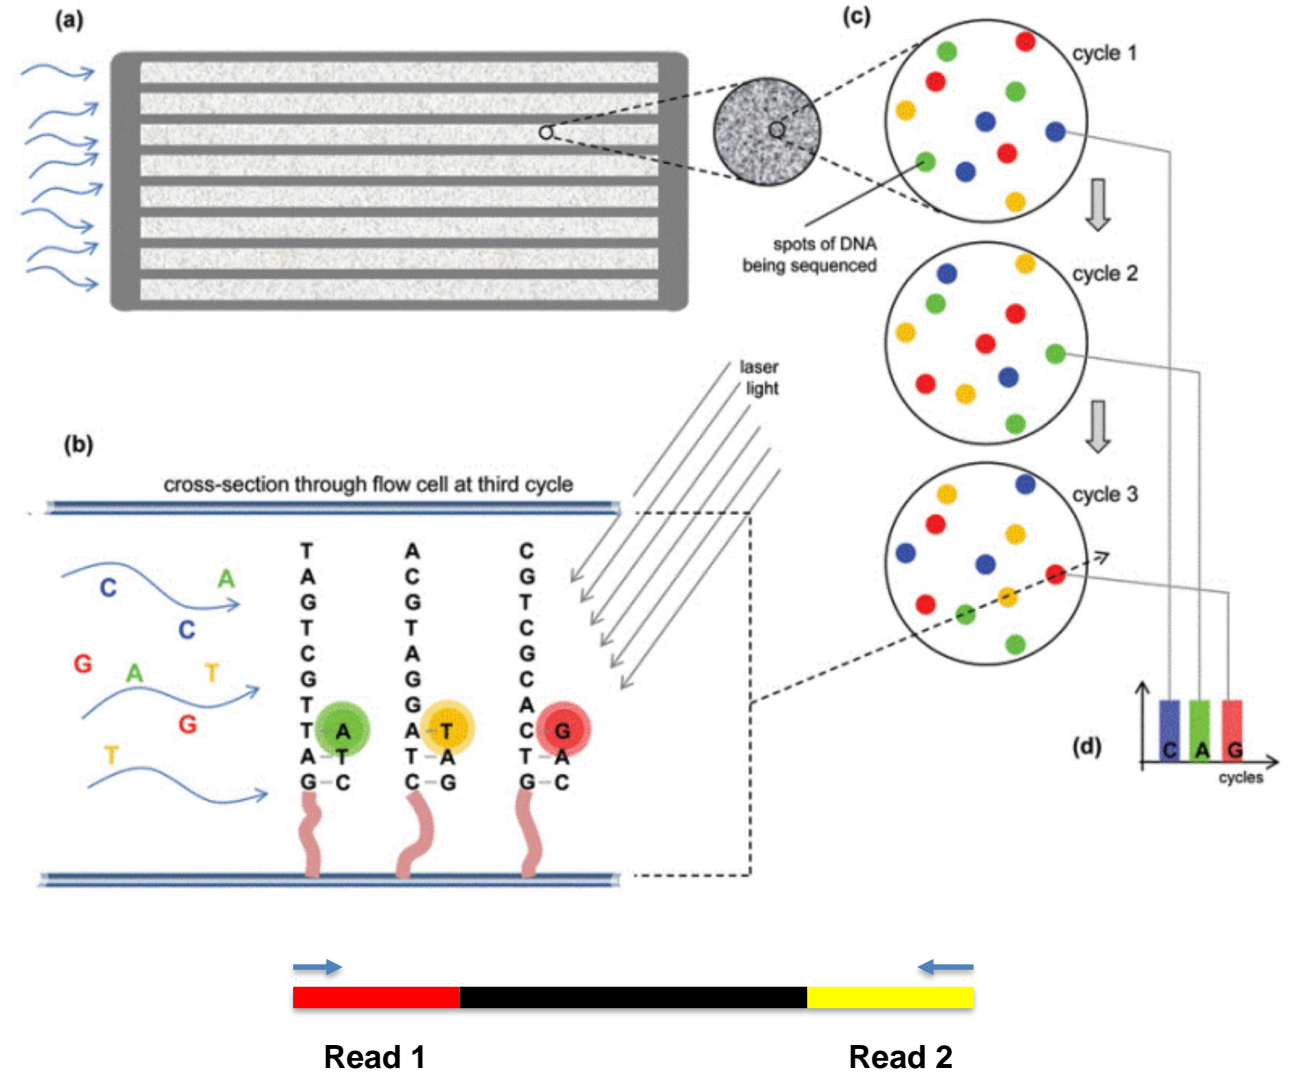 (a)
(c)
cycle 1
spots of DNA
being sequenced
cycle 2
cycle 3
laser
light
(b)
cross-section through flow cell at third cycle
C
A
C
G
A
T
G
T
T
A
G
T
C
G
T
T A
A T
G C
A
C
G
T
A
G
G
A T
T A
C G
C
G
T
C
G
C
A
C G
T A
G C
(d)
C A G
cycles
Read 1
Read 2